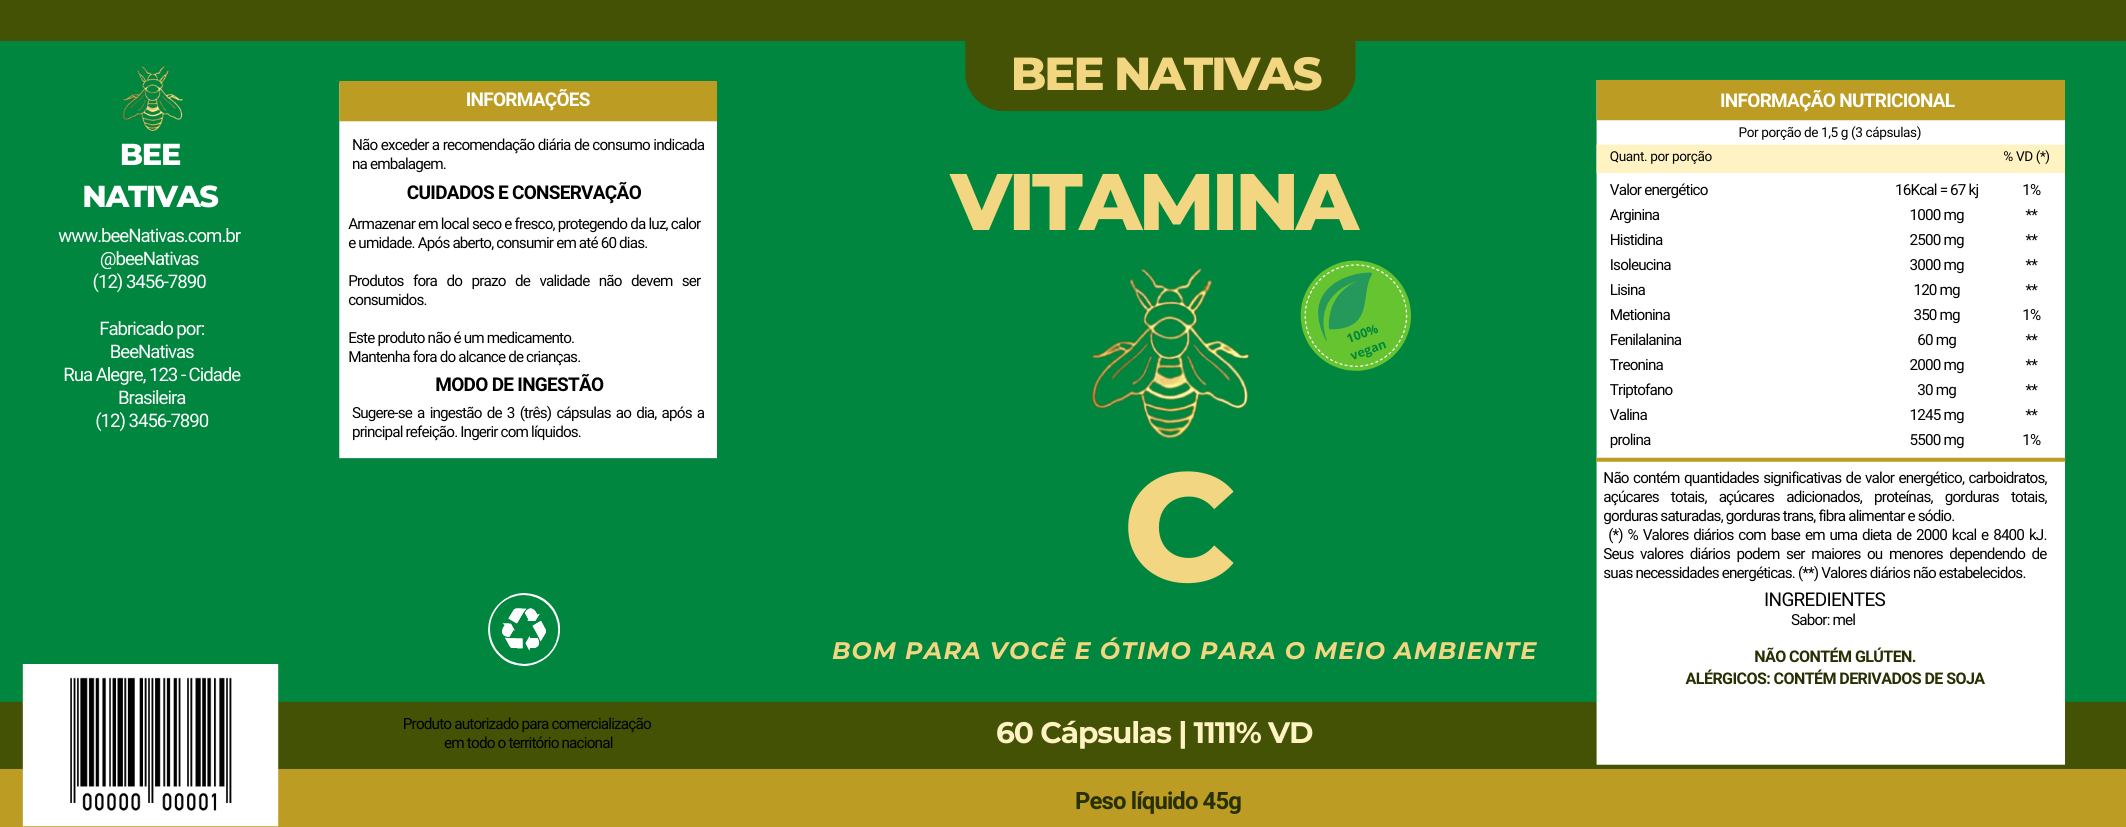 BEE
NATIVAS
www.beeNativas.com.br
@beeNativas
(12) 3456-7890
Fabricado por:
BeeNativas
Rua Alegre, 123 - Cidade
Brasileira
(12) 3456-7890
00000 00001
INFORMAÇÕES
Não exceder a recomendação diária de consumo indicada
na embalagem.
CUIDADOS E CONSERVAÇÃO
Armazenar em local seco e fresco, protegendo da luz, calor
e umidade. Após aberto, consumir em até 60 dias.
Produtos fora do prazo de validade não devem ser
consumidos.
Este produto não é um medicamento.
Mantenha fora do alcance de crianças.
MODO DE INGESTÃO
Sugere-se a ingestão de 3 (três) cápsulas ao dia, após a
principal refeição. Ingerir com líquidos.
Produto autorizado para comercialização
em todo o território nacional
BEE NATIVAS
VITAMINA
100%
vegan
C
BOM PARA VOCÊ E ÓTIMO PARA O MEIO AMBIENTE
60 Cápsulas | 1111% VD
Peso líquido 45g
INFORMAÇÃO NUTRICIONAL
Por porção de 1,5 g (3 cápsulas)
Quant. por porção % VD (*)
Valor energético 16Kcal = 67 kj 1%
Arginina 1000 mg **
Histidina 2500 mg **
Isoleucina 3000 mg **
Lisina 120 mg **
Metionina 350 mg 1%
Fenilalanina 60 mg **
Treonina 2000 mg **
Triptofano 30 mg **
Valina 1245 mg **
prolina 5500 mg 1%
Não contém quantidades significativas de valor energético, carboidratos,
açúcares totais, açúcares adicionados, proteínas, gorduras totais,
gorduras saturadas, gorduras trans, fibra alimentar e sódio.
(*) % Valores diários com base em uma dieta de 2000 kcal e 8400 kJ.
Seus valores diários podem ser maiores ou menores dependendo de
suas necessidades energéticas. (**) Valores diários não estabelecidos.
INGREDIENTES
Sabor: mel
NÃO CONTÉM GLÚTEN.
ALÉRGICOS: CONTÉM DERIVADOS DE SOJA